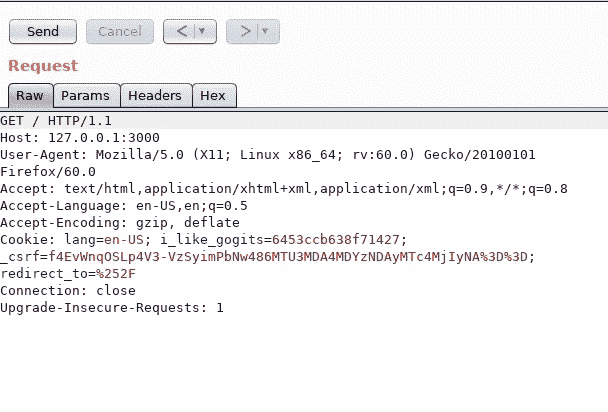 Send Cancel < ▼ > ▼
Request
Raw Params Headers Hex
GET / HTTP/1.1
Host: 127.0.0.1:3000
User-Agent: Mozilla/5.0 (X11; Linux x86_64; rv:60.0) Gecko/20100101
Firefox/60.0
Accept: text/html,application/xhtml+xml,application/xml;q=0.9,*/*;q=0.8
Accept-Language: en-US,en;q=0.5
Accept-Encoding: gzip, deflate
Cookie: lang=en-US; i_like_gogits=6453ccb638f71427;
_csrf=f4EvWnqOSLp4V3-VzSyimPbNw486MTU3MDA4MDYzNDAyMTc4MjIyNA%3D%3D;
redirect_to=%252F
Connection: close
Upgrade-Insecure-Requests: 1